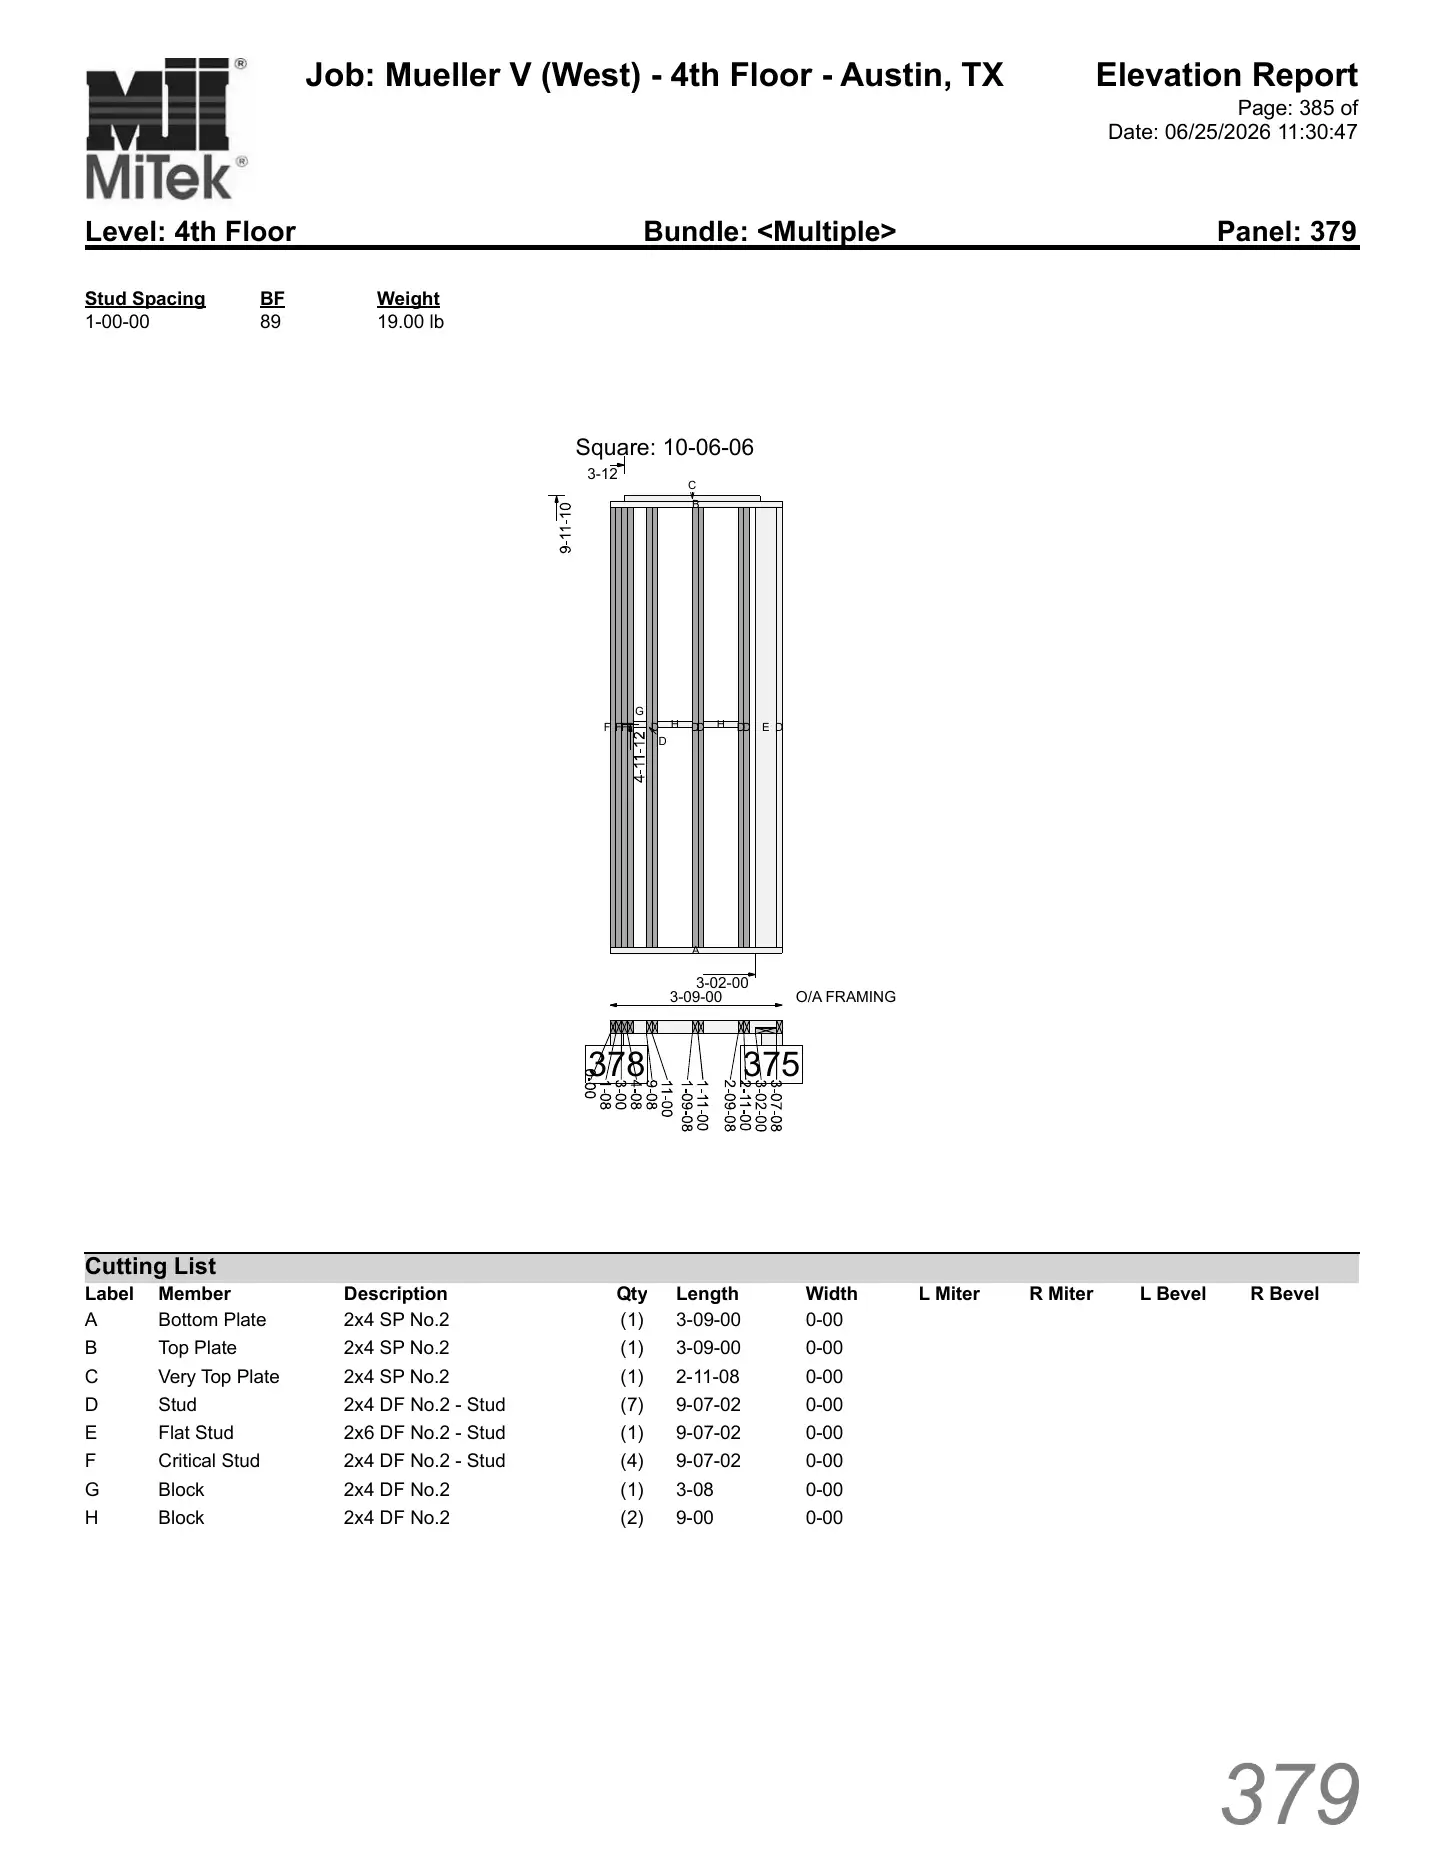 MiTek®
Job: Mueller V (West) - 4th Floor - Austin, TX
Elevation Report
Page: 385 of
Date: 06/25/2026 11:30:47
Level: 4th Floor Bundle: <Multiple> Panel: 379
Stud Spacing BF Weight
1-00-00 89 19.00 lb
Square: 10-06-06
3-12
C
B
9-11-10
G
F H H
D
E D
4-11-12
A
3-02-00
3-09-00 O/A FRAMING
378 375
0-00
1-08
3-00
4-08
9-08
11-00
1-09-08
1-11-00
2-09-08
2-11-00
3-02-00
3-07-08
Cutting List
Label Member Description Qty Length Width L Miter R Miter L Bevel R Bevel
A Bottom Plate 2x4 SP No.2 (1) 3-09-00 0-00
B Top Plate 2x4 SP No.2 (1) 3-09-00 0-00
C Very Top Plate 2x4 SP No.2 (1) 2-11-08 0-00
D Stud 2x4 DF No.2 - Stud (7) 9-07-02 0-00
E Flat Stud 2x6 DF No.2 - Stud (1) 9-07-02 0-00
F Critical Stud 2x4 DF No.2 - Stud (4) 9-07-02 0-00
G Block 2x4 DF No.2 (1) 3-08 0-00
H Block 2x4 DF No.2 (2) 9-00 0-00
379